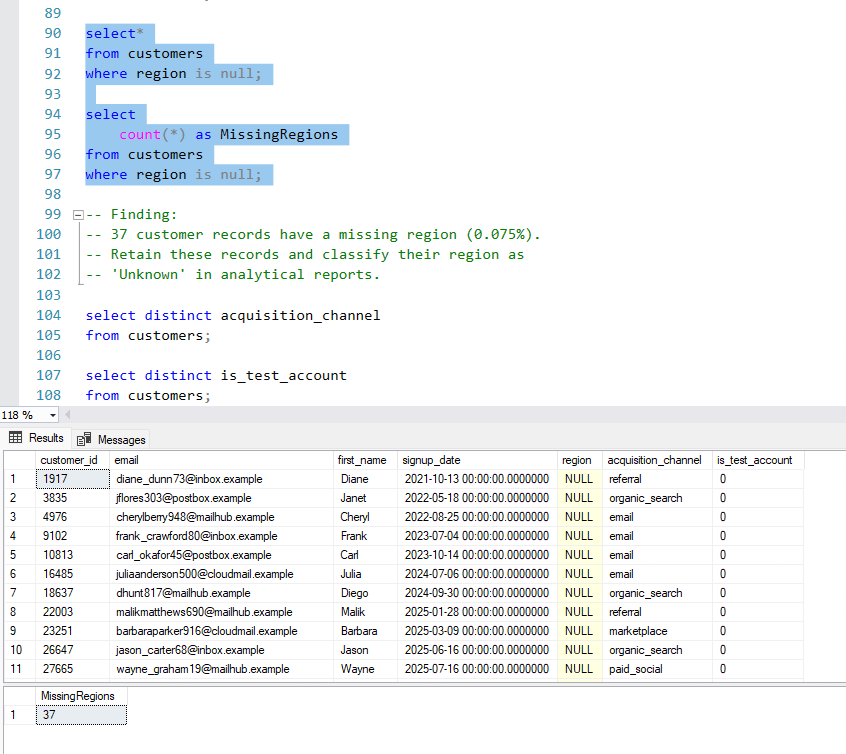 89
90 select*
91 from customers
92 where region is null;
93
94 select
95 count(*) as MissingRegions
96 from customers
97 where region is null;
98
99 -- Finding:
100 -- 37 customer records have a missing region (0.075%).
101 -- Retain these records and classify their region as
102 -- 'Unknown' in analytical reports.
103
104 select distinct acquisition_channel
105 from customers;
106
107 select distinct is_test_account
108 from customers;
118 %
Results Messages
customer_id email first_name signup_date region acquisition_channel is_test_account
1 1917 diane_dunn73@inbox.example Diane 2021-10-13 00:00:00.0000000 NULL referral 0
2 3835 jflores303@postbox.example Janet 2022-05-18 00:00:00.0000000 NULL organic_search 0
3 4976 cherylberry948@mailhub.example Cheryl 2022-08-25 00:00:00.0000000 NULL email 0
4 9102 frank_crawford80@inbox.example Frank 2023-07-04 00:00:00.0000000 NULL email 0
5 10813 carl_okafor45@postbox.example Carl 2023-10-14 00:00:00.0000000 NULL email 0
6 16485 juliaanderson500@cloudmail.example Julia 2024-07-06 00:00:00.0000000 NULL email 0
7 18637 dhunt817@mailhub.example Diego 2024-09-30 00:00:00.0000000 NULL organic_search 0
8 22003 malikmatthews690@mailhub.example Malik 2025-01-28 00:00:00.0000000 NULL referral 0
9 23251 barbaraparker916@cloudmail.example Barbara 2025-03-09 00:00:00.0000000 NULL marketplace 0
10 26647 jason_carter68@inbox.example Jason 2025-06-16 00:00:00.0000000 NULL organic_search 0
11 27665 wayne_graham19@mailhub.example Wayne 2025-07-16 00:00:00.0000000 NULL paid_social 0
MissingRegions
1 37